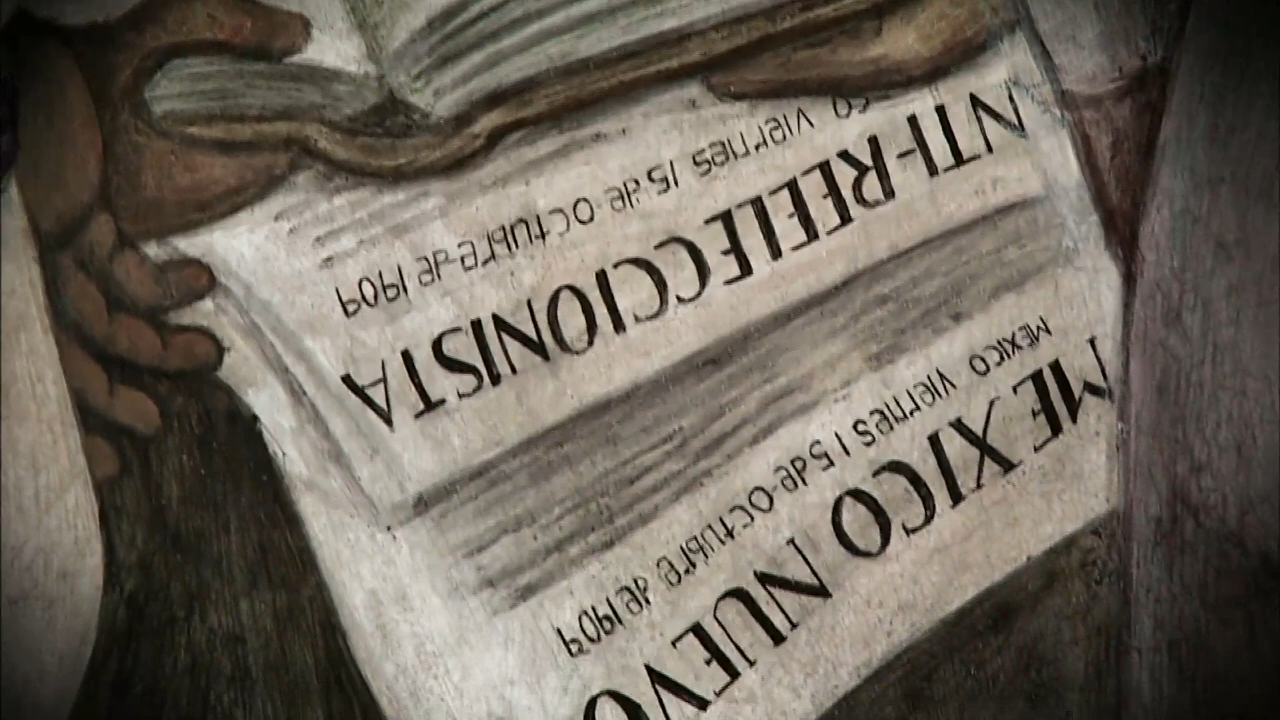 MEXICO NUEVO
MEXICO viernes 15 de-octubre de 1909
NTI-REELECCIONISTA
co viernes 15 de-octubre-de 1909